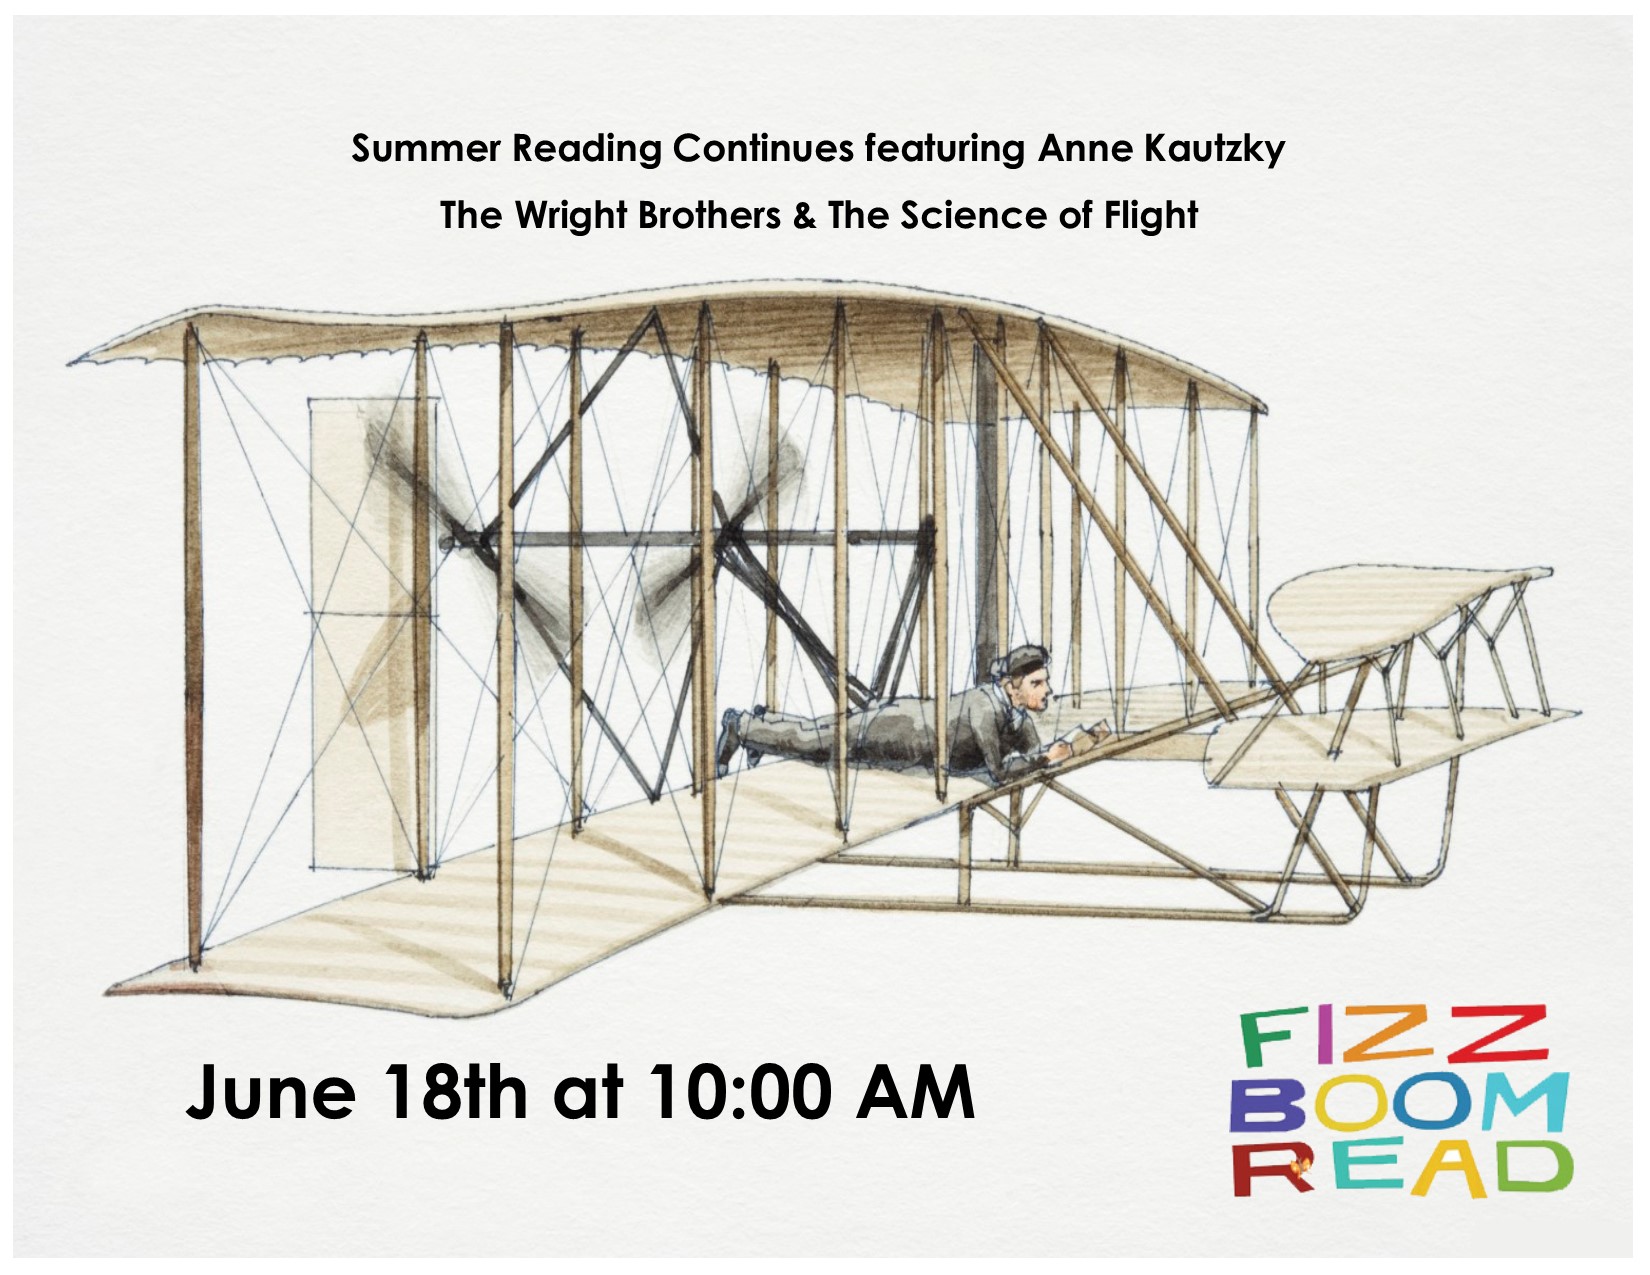 Summer Reading Continues featuring Anne Kautzky
The Wright Brothers & The Science of Flight
June 18th at 10:00 AM
FIZZ
BOOM
READ